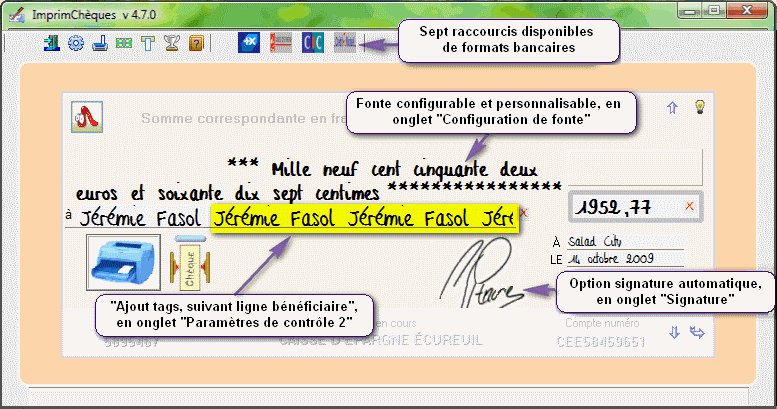 ImprimChèques v 4.7.0
Sept raccourcis disponibles
de formats bancaires
Fonte configurable et personnalisable, en
onglet "Configuration de fonte"
Somme correspondante en
*** Mille neuf cent cinquante deux
euros et soixante dix sept centimes ****************
1952,77
à Jérémie Fasol Jérémie Fasol Jérémie Fasol Jére
À Salad City
LE 14 octobre 2009
Chèque
Option signature automatique,
en onglet "Signature"
"Ajout tags, suivant ligne bénéficiaire",
en onglet "Paramètres de contrôle 2"
en cours
Compte numéro
5895467
CAISSE D'EPARGNE ÉCUREUIL
CEE58459651